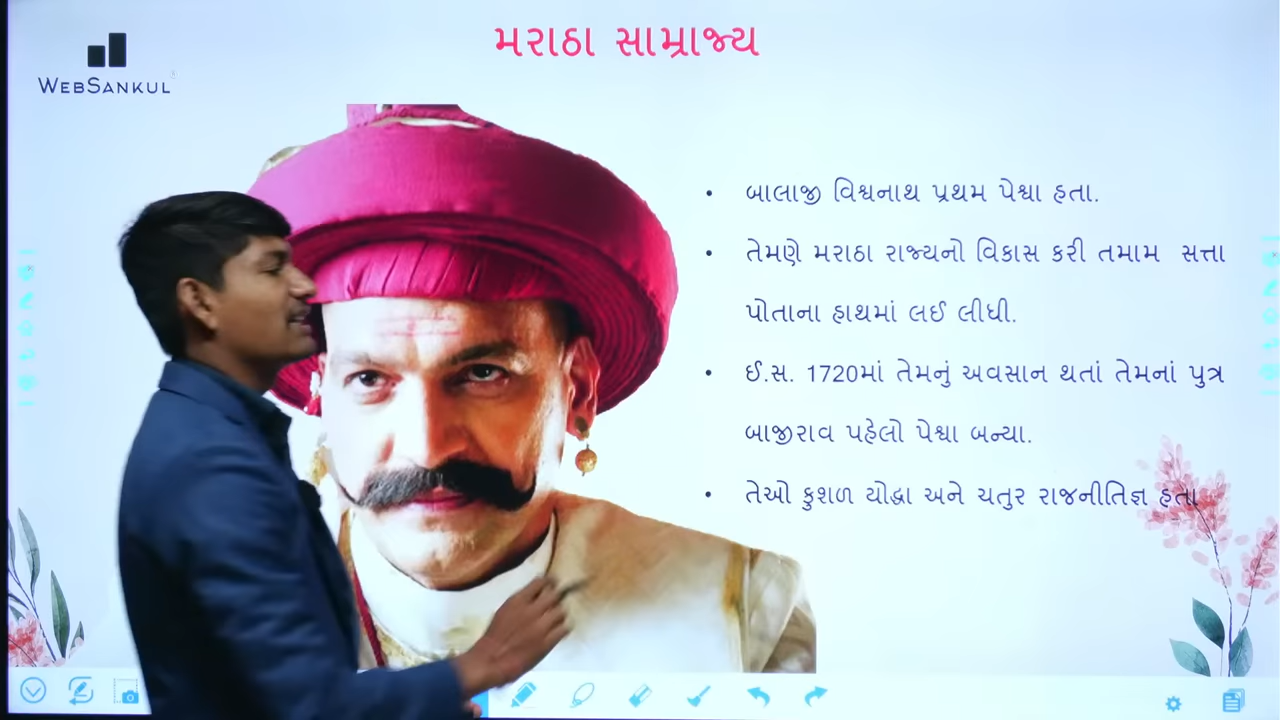 મરાઠા સામ્રાજ્ય
WEBSANKUL
• બાલાજી વિશ્વનાથ પ્રથમ પેશ્વા હતા.
• તેમણે મરાઠા રાજ્યનો વિકાસ કરી તમામ સત્તા
પોતાના હાથમાં લઈ લીધી.
• ઈ.સ. 1720માં તેમનું અવસાન થતાં તેમનાં પુત્ર
બાજીરાવ પહેલો પેશ્વા બન્યા.
• તેઓ કુશળ યોદ્ધા અને ચતુર રાજનીતિજ્ઞ હતા